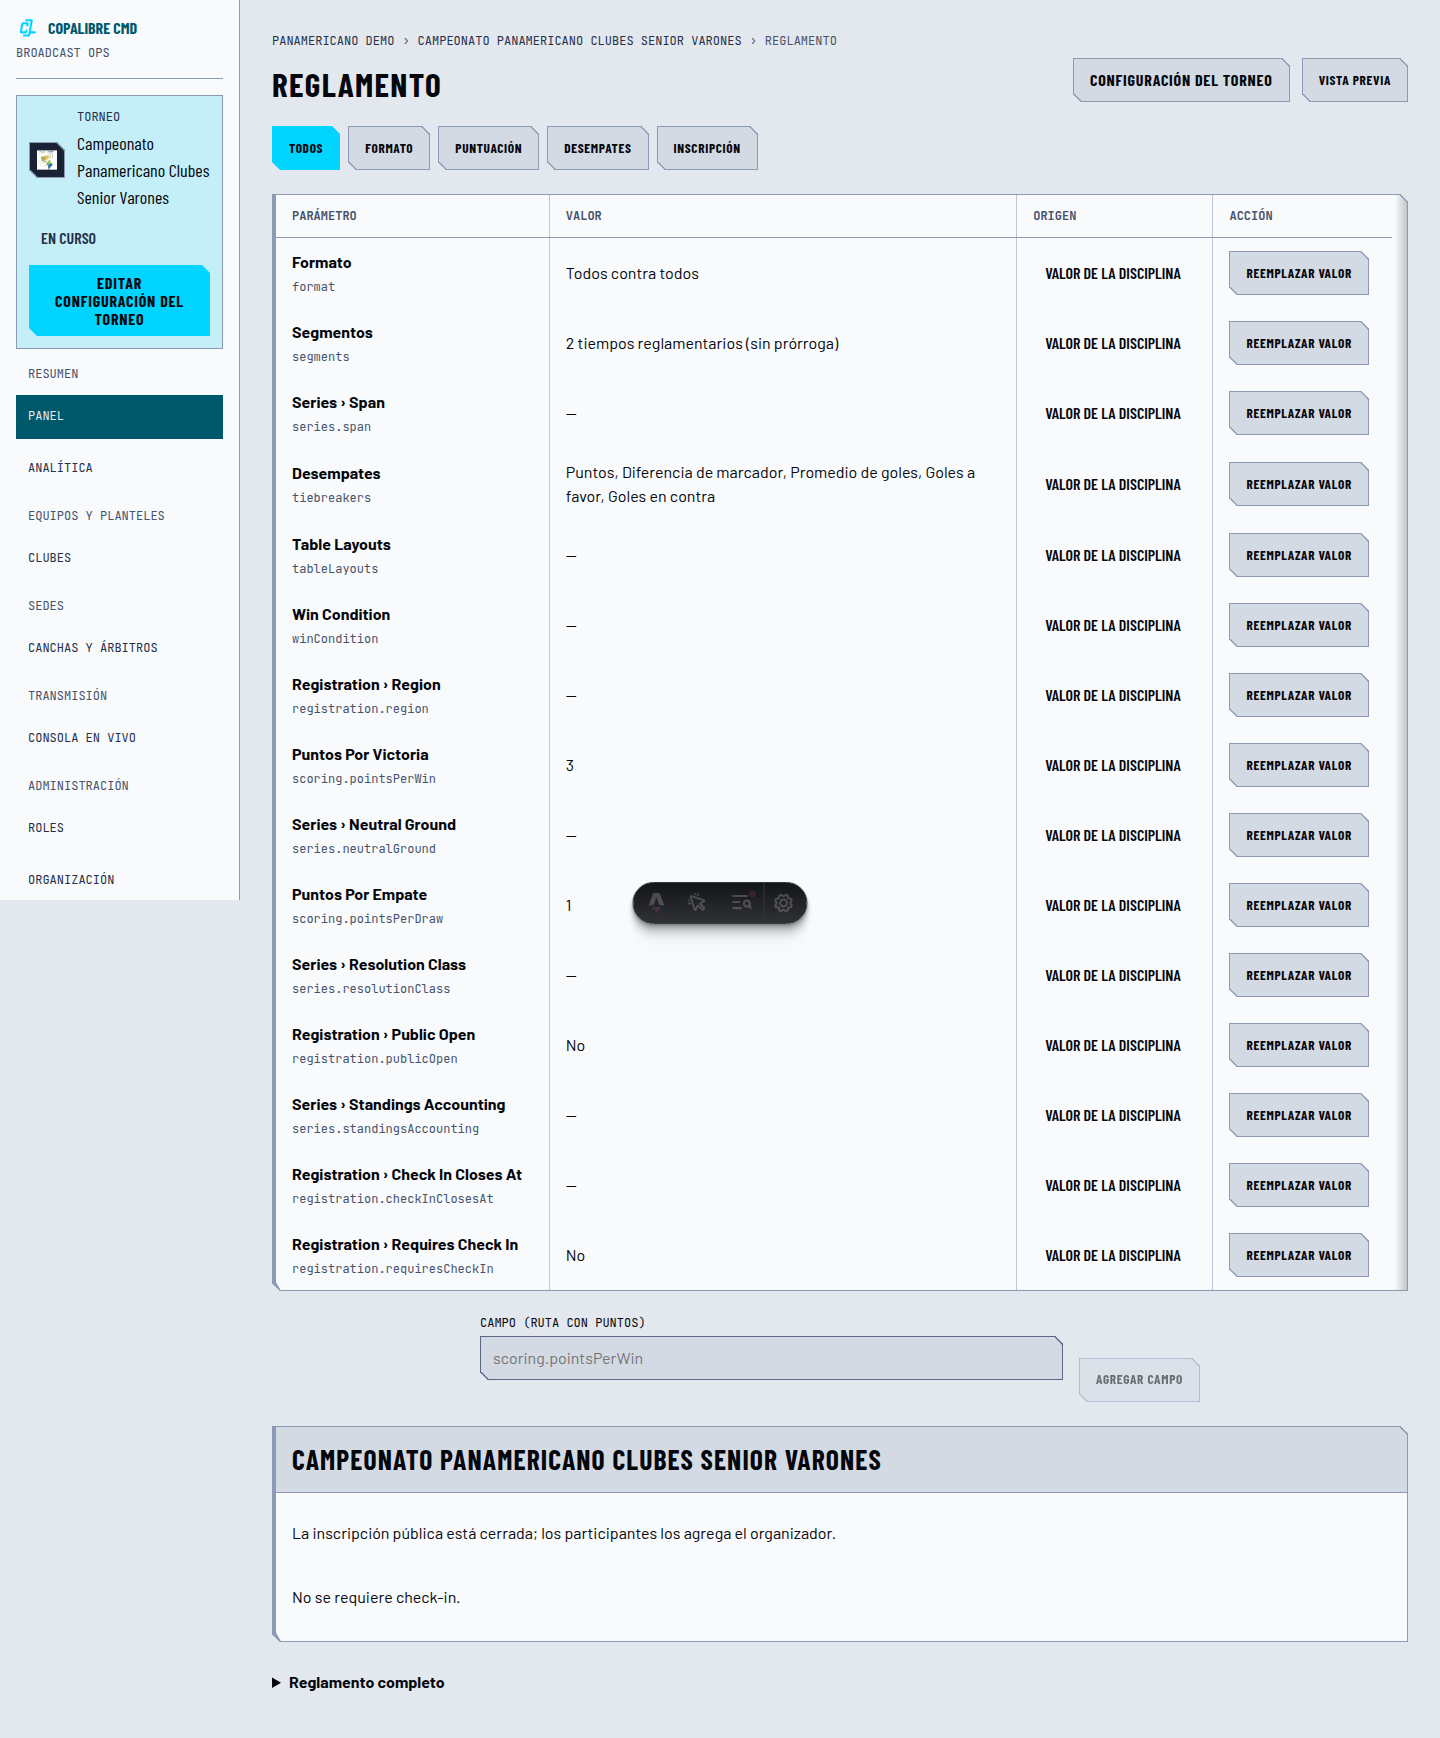 COPALIBRE CMD
BROADCAST OPS
TORNEO
Campeonato
Panamericano Clubes
Senior Varones
EN CURSO
EDITAR
CONFIGURACIÓN DEL
TORNEO
RESUMEN
PANEL
ANALÍTICA
EQUIPOS Y PLANTELES
CLUBES
SEDES
CANCHAS Y ÁRBITROS
TRANSMISIÓN
CONSOLA EN VIVO
ADMINISTRACIÓN
ROLES
ORGANIZACIÓN
PANAMERICANO DEMO › CAMPEONATO PANAMERICANO CLUBES SENIOR VARONES › REGLAMENTO
REGLAMENTO
CONFIGURACIÓN DEL TORNEO
VISTA PREVIA
TODOS
FORMATO
PUNTUACIÓN
DESEMPATES
INSCRIPCIÓN
PARÁMETRO
VALOR
ORIGEN
ACCIÓN
Formato
format
Todos contra todos
VALOR DE LA DISCIPLINA
REEMPLAZAR VALOR
Segmentos
segments
2 tiempos reglamentarios (sin prórroga)
VALOR DE LA DISCIPLINA
REEMPLAZAR VALOR
Series › Span
series.span
—
VALOR DE LA DISCIPLINA
REEMPLAZAR VALOR
Desempates
tiebreakers
Puntos, Diferencia de marcador, Promedio de goles, Goles a
favor, Goles en contra
VALOR DE LA DISCIPLINA
REEMPLAZAR VALOR
Table Layouts
tableLayouts
—
VALOR DE LA DISCIPLINA
REEMPLAZAR VALOR
Win Condition
winCondition
—
VALOR DE LA DISCIPLINA
REEMPLAZAR VALOR
Registration › Region
registration.region
—
VALOR DE LA DISCIPLINA
REEMPLAZAR VALOR
Puntos Por Victoria
scoring.pointsPerWin
3
VALOR DE LA DISCIPLINA
REEMPLAZAR VALOR
Series › Neutral Ground
series.neutralGround
—
VALOR DE LA DISCIPLINA
REEMPLAZAR VALOR
Puntos Por Empate
scoring.pointsPerDraw
1
VALOR DE LA DISCIPLINA
REEMPLAZAR VALOR
Series › Resolution Class
series.resolutionClass
—
VALOR DE LA DISCIPLINA
REEMPLAZAR VALOR
Registration › Public Open
registration.publicOpen
No
VALOR DE LA DISCIPLINA
REEMPLAZAR VALOR
Series › Standings Accounting
series.standingsAccounting
—
VALOR DE LA DISCIPLINA
REEMPLAZAR VALOR
Registration › Check In Closes At
registration.checkInClosesAt
—
VALOR DE LA DISCIPLINA
REEMPLAZAR VALOR
Registration › Requires Check In
registration.requiresCheckIn
No
VALOR DE LA DISCIPLINA
REEMPLAZAR VALOR
CAMPO (RUTA CON PUNTOS)
scoring.pointsPerWin
AGREGAR CAMPO
CAMPEONATO PANAMERICANO CLUBES SENIOR VARONES
La inscripción pública está cerrada; los participantes los agrega el organizador.
No se requiere check-in.
Reglamento completo